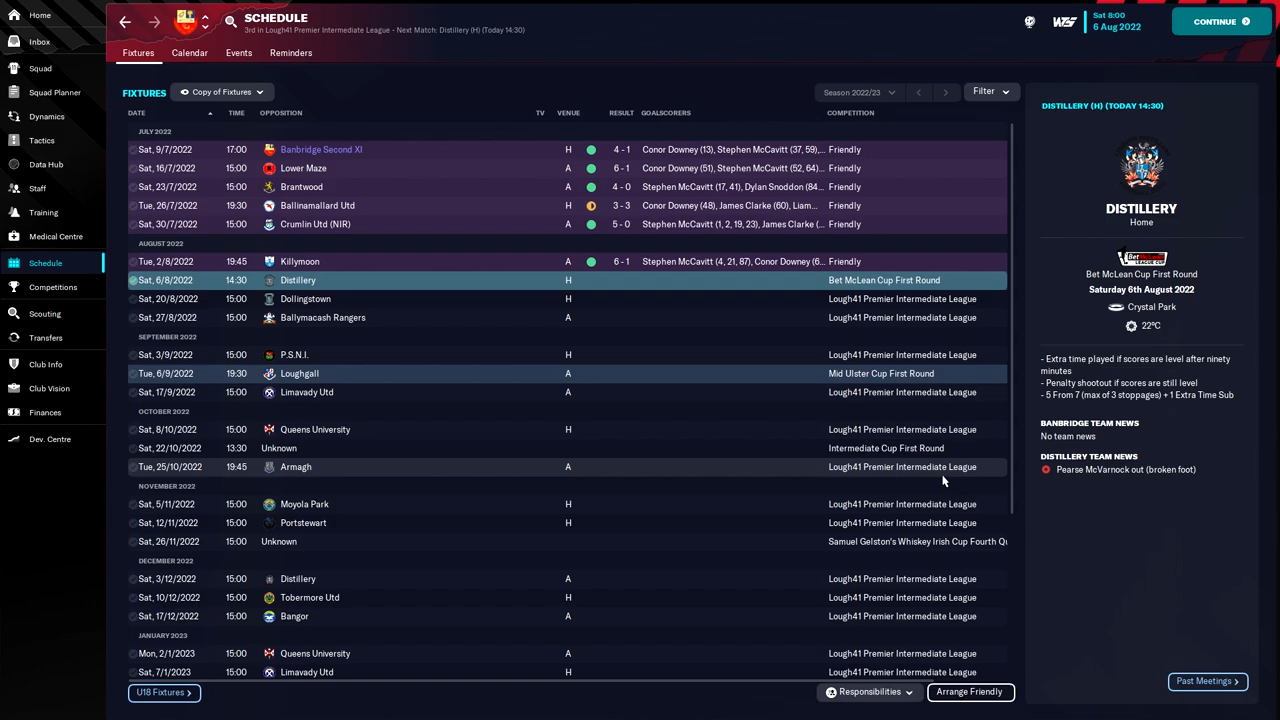 Home
Inbox
Squad
Squad Planner
Dynamics
Tactics
Data Hub
Staff
Training
Medical Centre
Schedule
Competitions
Scouting
Transfers
Club Info
Club Vision
Finances
Dev. Centre
SCHEDULE
3rd in Lough41 Premier Intermediate League - Next Match: Distillery (H) (Today 14:30)
Sat 8:00
6 Aug 2022
CONTINUE
Fixtures Calendar Events Reminders
FIXTURES Copy of Fixtures Season 2022/23 Filter
DATE TIME OPPOSITION TV VENUE RESULT GOALSCORERS COMPETITION
JULY 2022
Sat, 9/7/2022 17:00 Banbridge Second XI H 4 - 1 Conor Downey (13), Stephen McCavitt (37, 59),... Friendly
Sat, 16/7/2022 15:00 Lower Maze A 6 - 1 Conor Downey (51), Stephen McCavitt (52, 64)... Friendly
Sat, 23/7/2022 15:00 Brantwood A 4 - 0 Stephen McCavitt (17, 41), Dylan Snoddon (84... Friendly
Tue, 26/7/2022 19:30 Ballinamallard Utd H 3 - 3 Conor Downey (48), James Clarke (60), Liam... Friendly
Sat, 30/7/2022 15:00 Crumlin Utd (NIR) A 5 - 0 Stephen McCavitt (1, 2, 19, 23), James Clarke (... Friendly
AUGUST 2022
Tue, 2/8/2022 19:45 Killymoon A 6 - 1 Stephen McCavitt (4, 21, 87), Conor Downey (6... Friendly
Sat, 6/8/2022 14:30 Distillery H Bet McLean Cup First Round
Sat, 20/8/2022 15:00 Dollingstown H Lough41 Premier Intermediate League
Sat, 27/8/2022 15:00 Ballymacash Rangers A Lough41 Premier Intermediate League
SEPTEMBER 2022
Sat, 3/9/2022 15:00 P.S.N.I. H Lough41 Premier Intermediate League
Tue, 6/9/2022 19:30 Loughgall A Mid Ulster Cup First Round
Sat, 17/9/2022 15:00 Limavady Utd A Lough41 Premier Intermediate League
OCTOBER 2022
Sat, 8/10/2022 15:00 Queens University H Lough41 Premier Intermediate League
Sat, 22/10/2022 13:30 Unknown Intermediate Cup First Round
Tue, 25/10/2022 19:45 Armagh A Lough41 Premier Intermediate League
NOVEMBER 2022
Sat, 5/11/2022 15:00 Moyola Park H Lough41 Premier Intermediate League
Sat, 12/11/2022 15:00 Portstewart H Lough41 Premier Intermediate League
Sat, 26/11/2022 15:00 Unknown Samuel Gelston's Whiskey Irish Cup Fourth Qu
DECEMBER 2022
Sat, 3/12/2022 15:00 Distillery A Lough41 Premier Intermediate League
Sat, 10/12/2022 15:00 Tobermore Utd H Lough41 Premier Intermediate League
Sat, 17/12/2022 15:00 Bangor A Lough41 Premier Intermediate League
JANUARY 2023
Mon, 2/1/2023 15:00 Queens University A Lough41 Premier Intermediate League
Sat, 7/1/2023 15:00 Limavady Utd H Lough41 Premier Intermediate League
U18 Fixtures Responsibilities Arrange Friendly
DISTILLERY (H) (TODAY 14:30)
DISTILLERY
Home
Bet McLean Cup First Round
Saturday 6th August 2022
Crystal Park
22°C
- Extra time played if scores are level after ninety
minutes
- Penalty shootout if scores are still level
- 5 From 7 (max of 3 stoppages) + 1 Extra Time Sub
BANBRIDGE TEAM NEWS
No team news
DISTILLERY TEAM NEWS
Pearse McVarnock out (broken foot)
Past Meetings